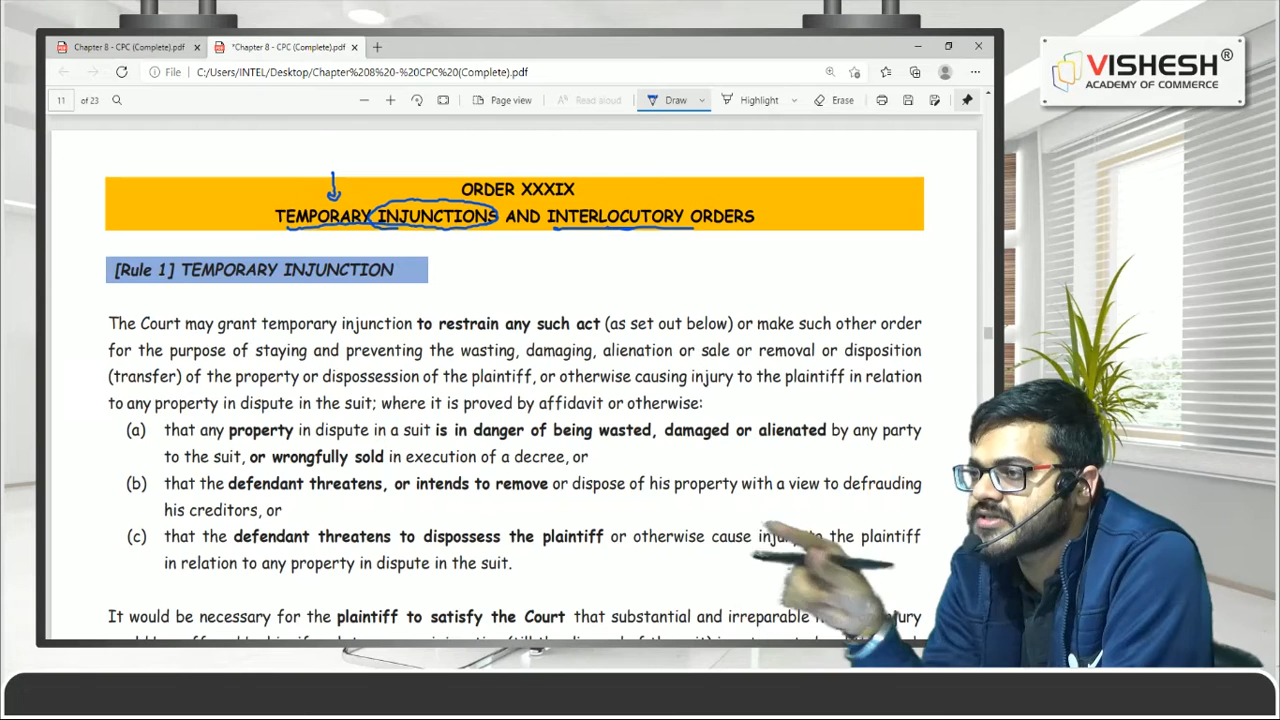 Chapter 8 - CPC (Complete).pdf
*Chapter 8 - CPC (Complete).pdf
File C:/Users/INTEL/Desktop/Chapter%208%20-%20CPC%20(Complete).pdf
11 of 23 Page view Read aloud Draw Highlight Erase
VISHESH®
ACADEMY OF COMMERCE
ORDER XXXIX
TEMPORARY INJUNCTIONS AND INTERLOCUTORY ORDERS
[Rule 1] TEMPORARY INJUNCTION
The Court may grant temporary injunction to restrain any such act (as set out below) or make such other order
for the purpose of staying and preventing the wasting, damaging, alienation or sale or removal or disposition
(transfer) of the property or dispossession of the plaintiff, or otherwise causing injury to the plaintiff in relation
to any property in dispute in the suit; where it is proved by affidavit or otherwise:
(a) that any property in dispute in a suit is in danger of being wasted, damaged or alienated by any party
to the suit, or wrongfully sold in execution of a decree, or
(b) that the defendant threatens, or intends to remove or dispose of his property with a view to defrauding
his creditors, or
(c) that the defendant threatens to dispossess the plaintiff or otherwise cause injury to the plaintiff
in relation to any property in dispute in the suit.
It would be necessary for the plaintiff to satisfy the Court that substantial and irreparable